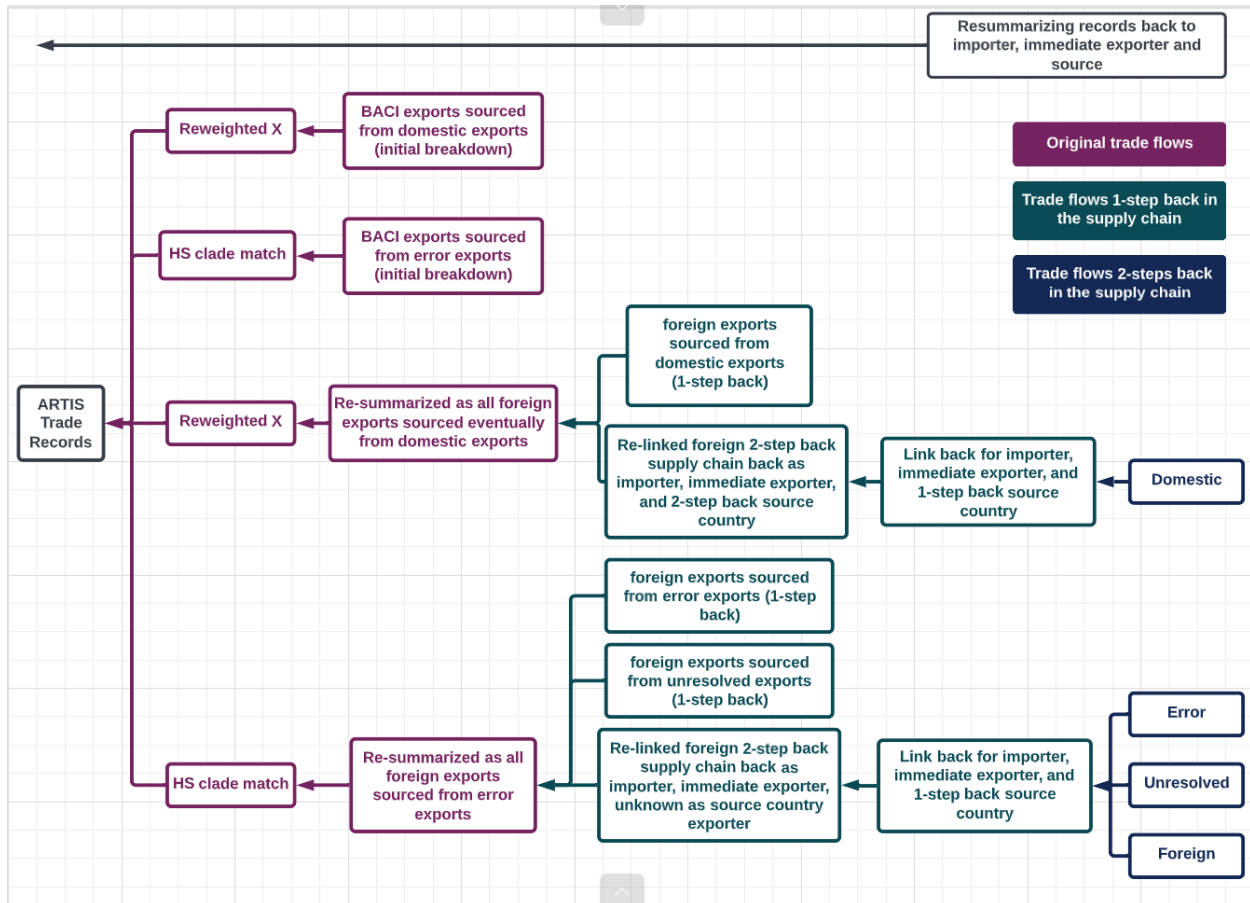 Resummarizing records back to
importer, immediate exporter and
source
BACI exports sourced
from domestic exports
(initial breakdown)
Reweighted X
Original trade flows
Trade flows 1-step back in
the supply chain
BACI exports sourced
from error exports
(initial breakdown)
HS clade match
Trade flows 2-steps back
in the supply chain
foreign exports
sourced from
domestic exports
(1-step back)
ARTIS
Trade
Records
Reweighted X
Re-summarized as all foreign
exports sourced eventually
from domestic exports
Re-linked foreign 2-step back
supply chain back as
importer, immediate exporter,
and 2-step back source
country
Link back for importer,
immediate exporter, and
1-step back source
country
Domestic
foreign exports sourced
from error exports (1-step
back)
foreign exports sourced
from unresolved exports
(1-step back)
HS clade match
Re-summarized as all
foreign exports
sourced from error
exports
Re-linked foreign 2-step back
supply chain back as
importer, immediate exporter,
unknown as source country
exporter
Link back for importer,
immediate exporter, and
1-step back source
country
Error
Unresolved
Foreign